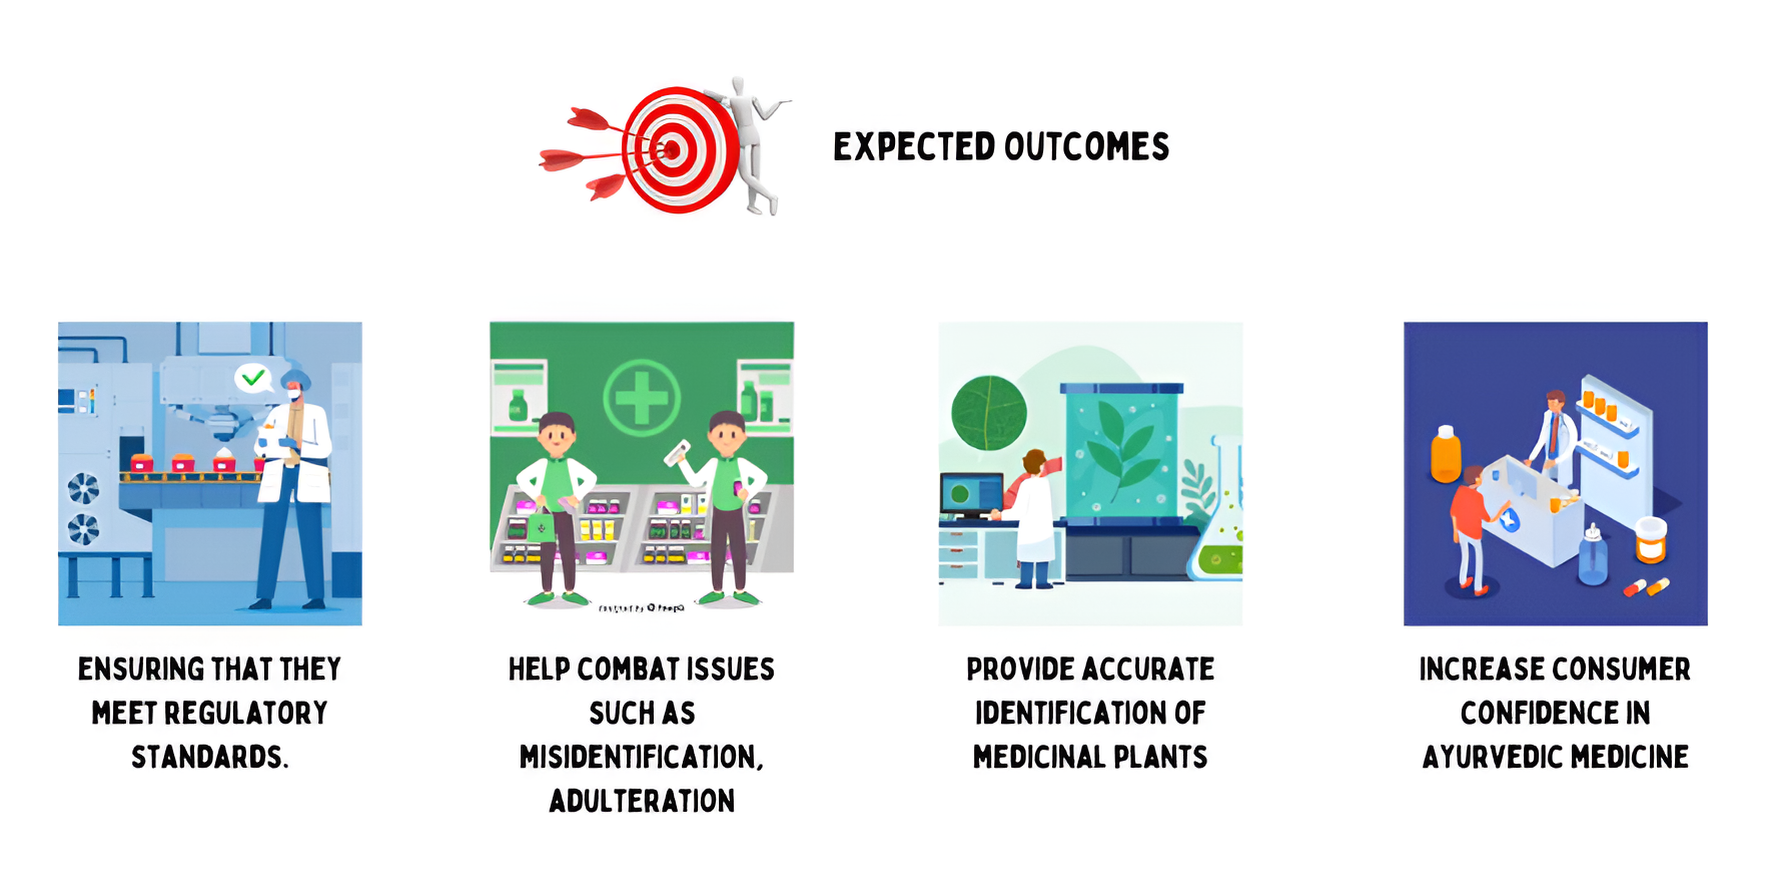 EXPECTED OUTCOMES
ENSURING THAT THEY
MEET REGULATORY
STANDARDS.
HELP COMBAT ISSUES
SUCH AS
MISIDENTIFICATION,
ADULTERATION
PROVIDE ACCURATE
IDENTIFICATION OF
MEDICINAL PLANTS
INCREASE CONSUMER
CONFIDENCE IN
AYURVEDIC MEDICINE